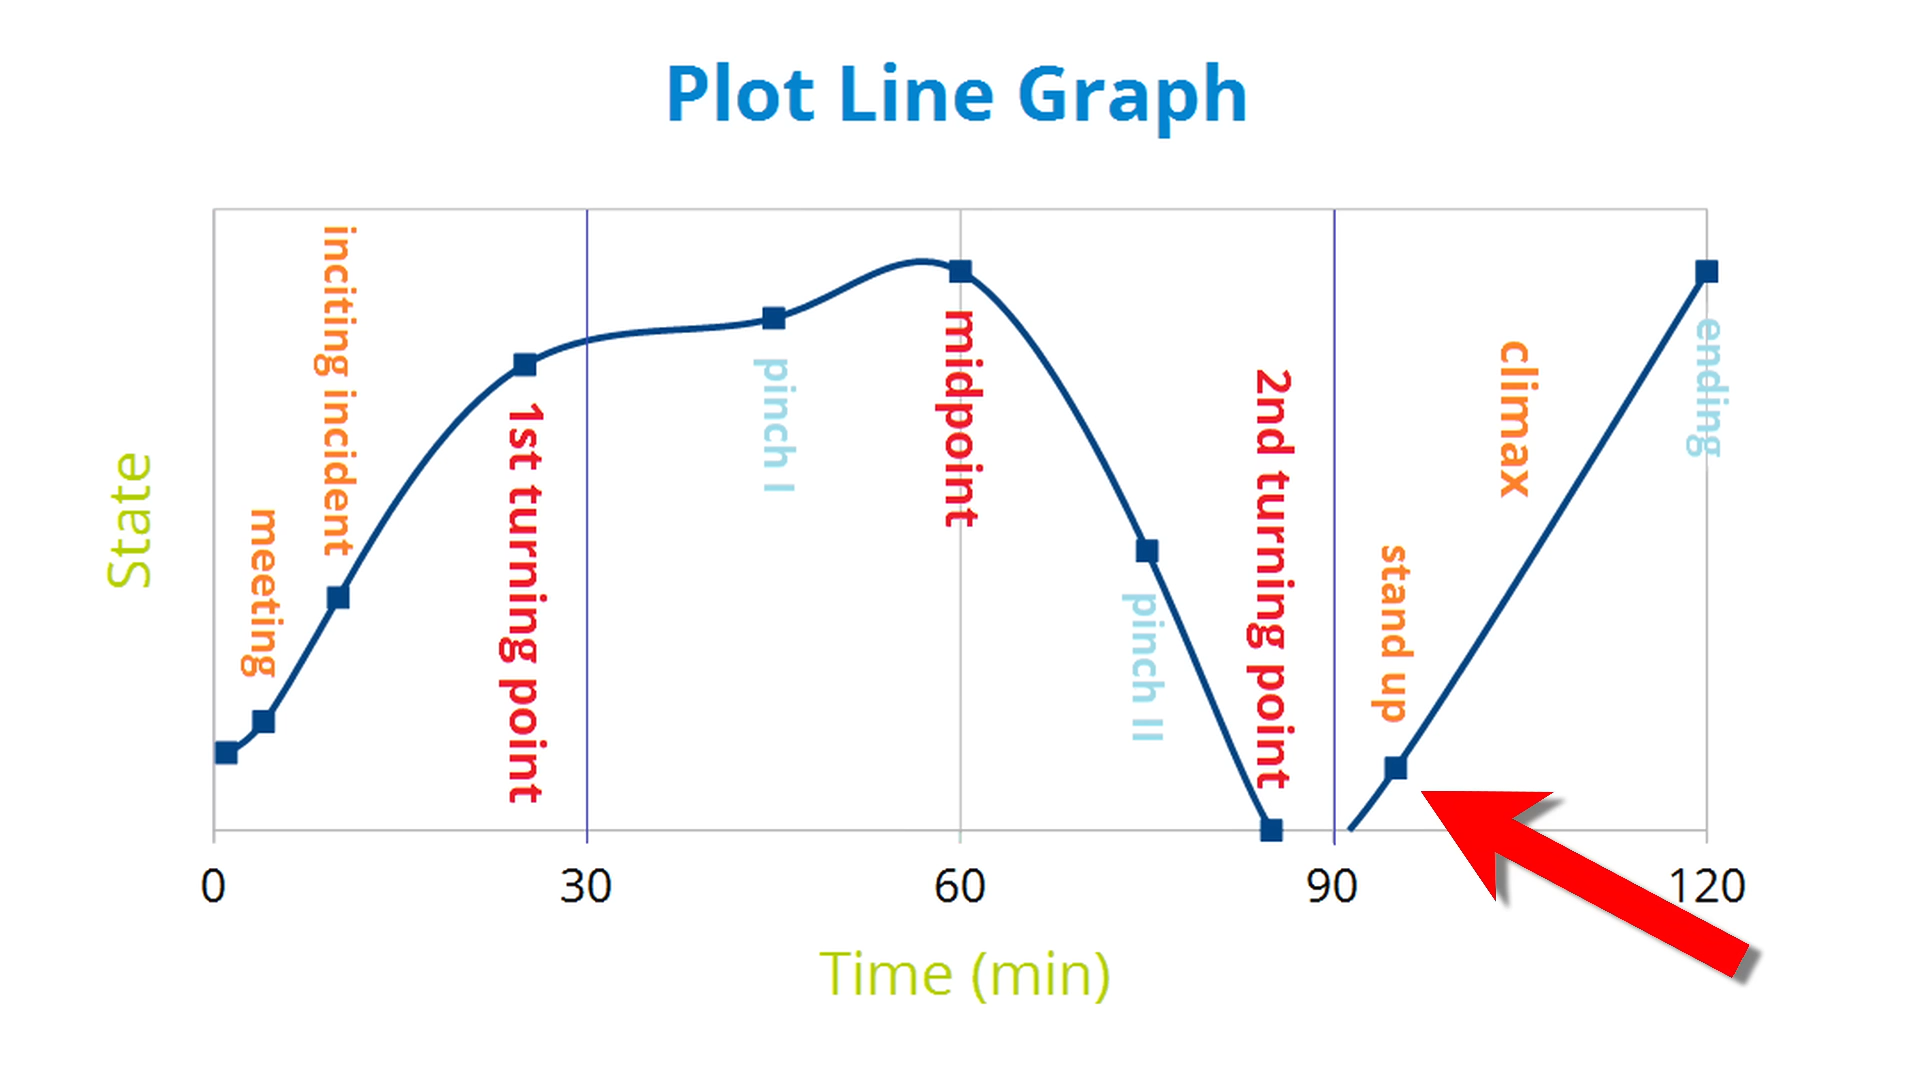 Plot Line Graph
State
meeting
inciting incident
1st turning point
pinch I
midpoint
pinch II
2nd turning point
stand up
climax
ending
0
30
60
90
120
Time (min)